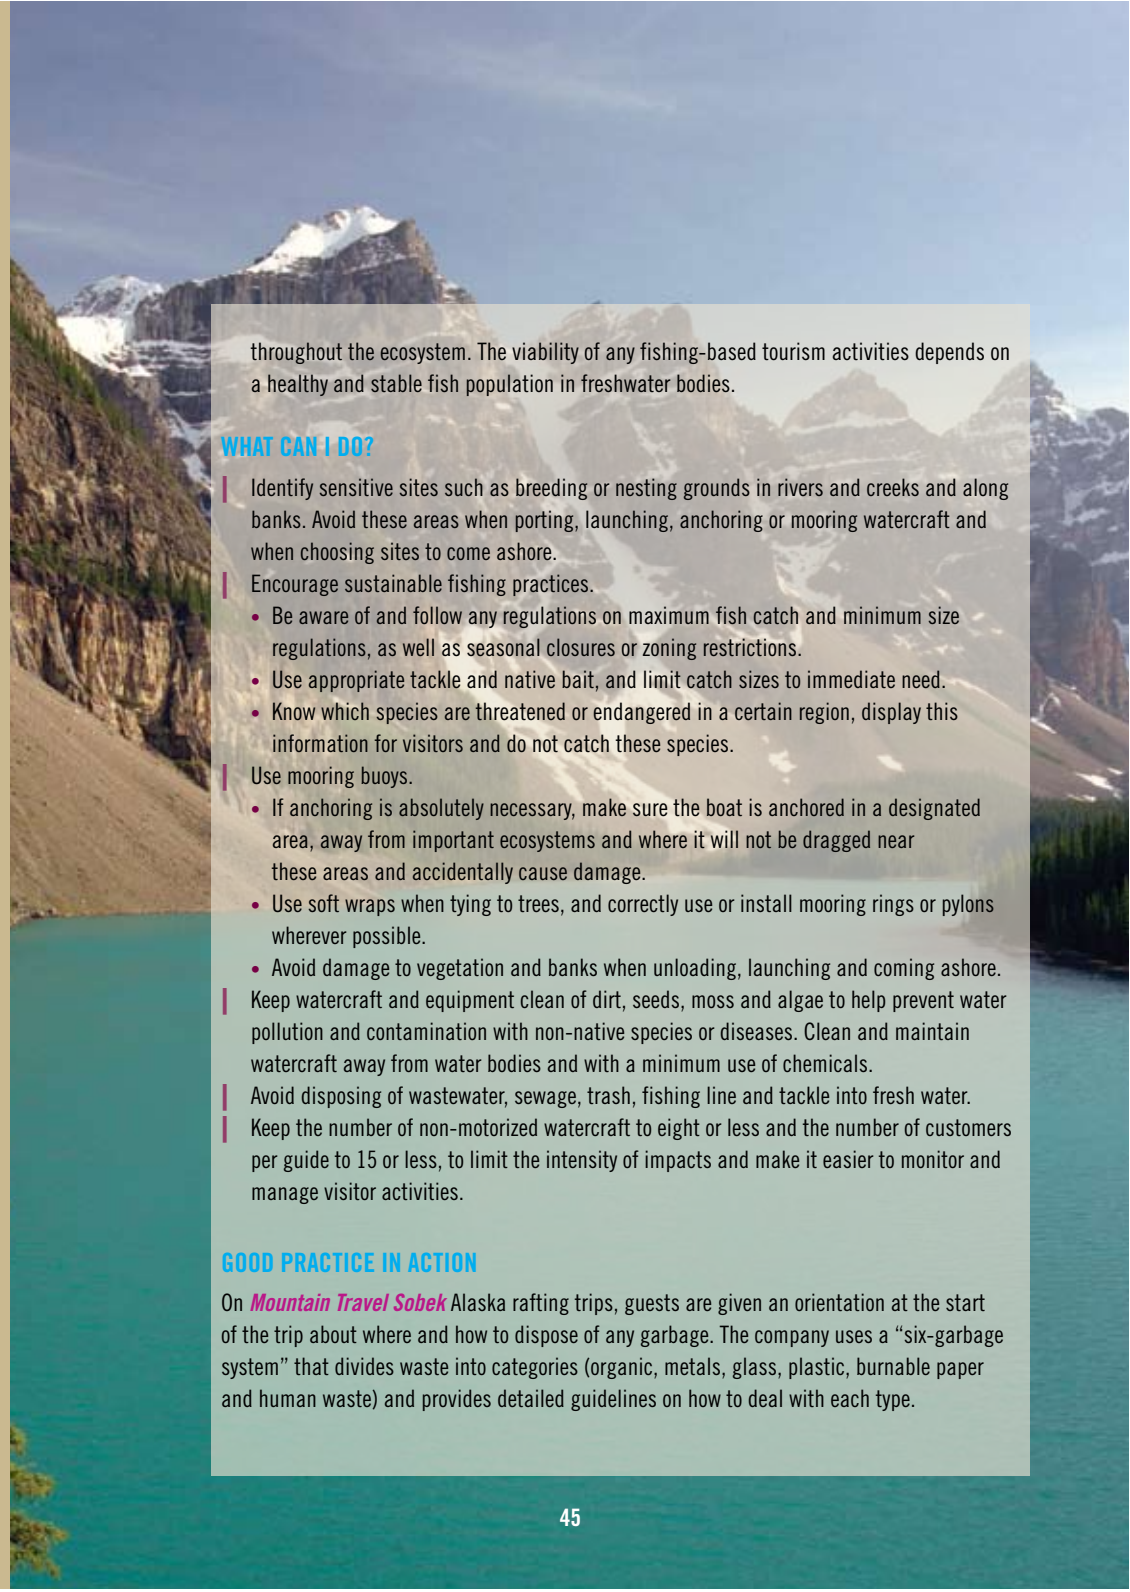 throughout the ecosystem. The viability of any fishing-based tourism activities depends on
a healthy and stable fish population in freshwater bodies.
WHAT CAN I DO?
| Identify sensitive sites such as breeding or nesting grounds in rivers and creeks and along
banks. Avoid these areas when porting, launching, anchoring or mooring watercraft and
when choosing sites to come ashore.
| Encourage sustainable fishing practices.
• Be aware of and follow any regulations on maximum fish catch and minimum size
regulations, as well as seasonal closures or zoning restrictions.
• Use appropriate tackle and native bait, and limit catch sizes to immediate need.
• Know which species are threatened or endangered in a certain region, display this
information for visitors and do not catch these species.
| Use mooring buoys.
• If anchoring is absolutely necessary, make sure the boat is anchored in a designated
area, away from important ecosystems and where it will not be dragged near
these areas and accidentally cause damage.
• Use soft wraps when tying to trees, and correctly use or install mooring rings or pylons
wherever possible.
• Avoid damage to vegetation and banks when unloading, launching and coming ashore.
| Keep watercraft and equipment clean of dirt, seeds, moss and algae to help prevent water
pollution and contamination with non-native species or diseases. Clean and maintain
watercraft away from water bodies and with a minimum use of chemicals.
| Avoid disposing of wastewater, sewage, trash, fishing line and tackle into fresh water.
| Keep the number of non-motorized watercraft to eight or less and the number of customers
per guide to 15 or less, to limit the intensity of impacts and make it easier to monitor and
manage visitor activities.
GOOD PRACTICE IN ACTION
On Mountain Travel Sobek Alaska rafting trips, guests are given an orientation at the start
of the trip about where and how to dispose of any garbage. The company uses a “six-garbage
system” that divides waste into categories (organic, metals, glass, plastic, burnable paper
and human waste) and provides detailed guidelines on how to deal with each type.
45